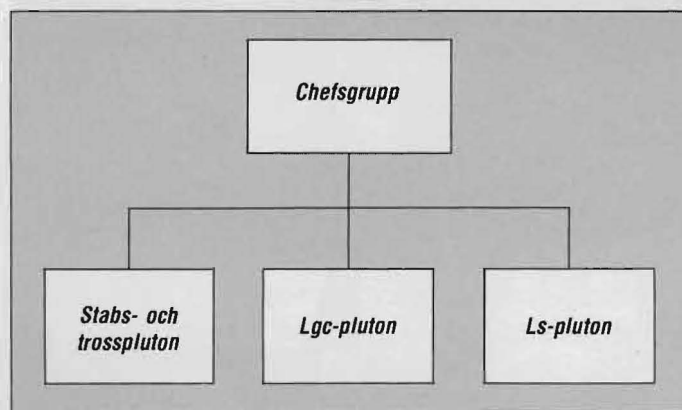 Chefsgrupp
Stabs- och
trosspluton
Lgc-pluton
Ls-pluton